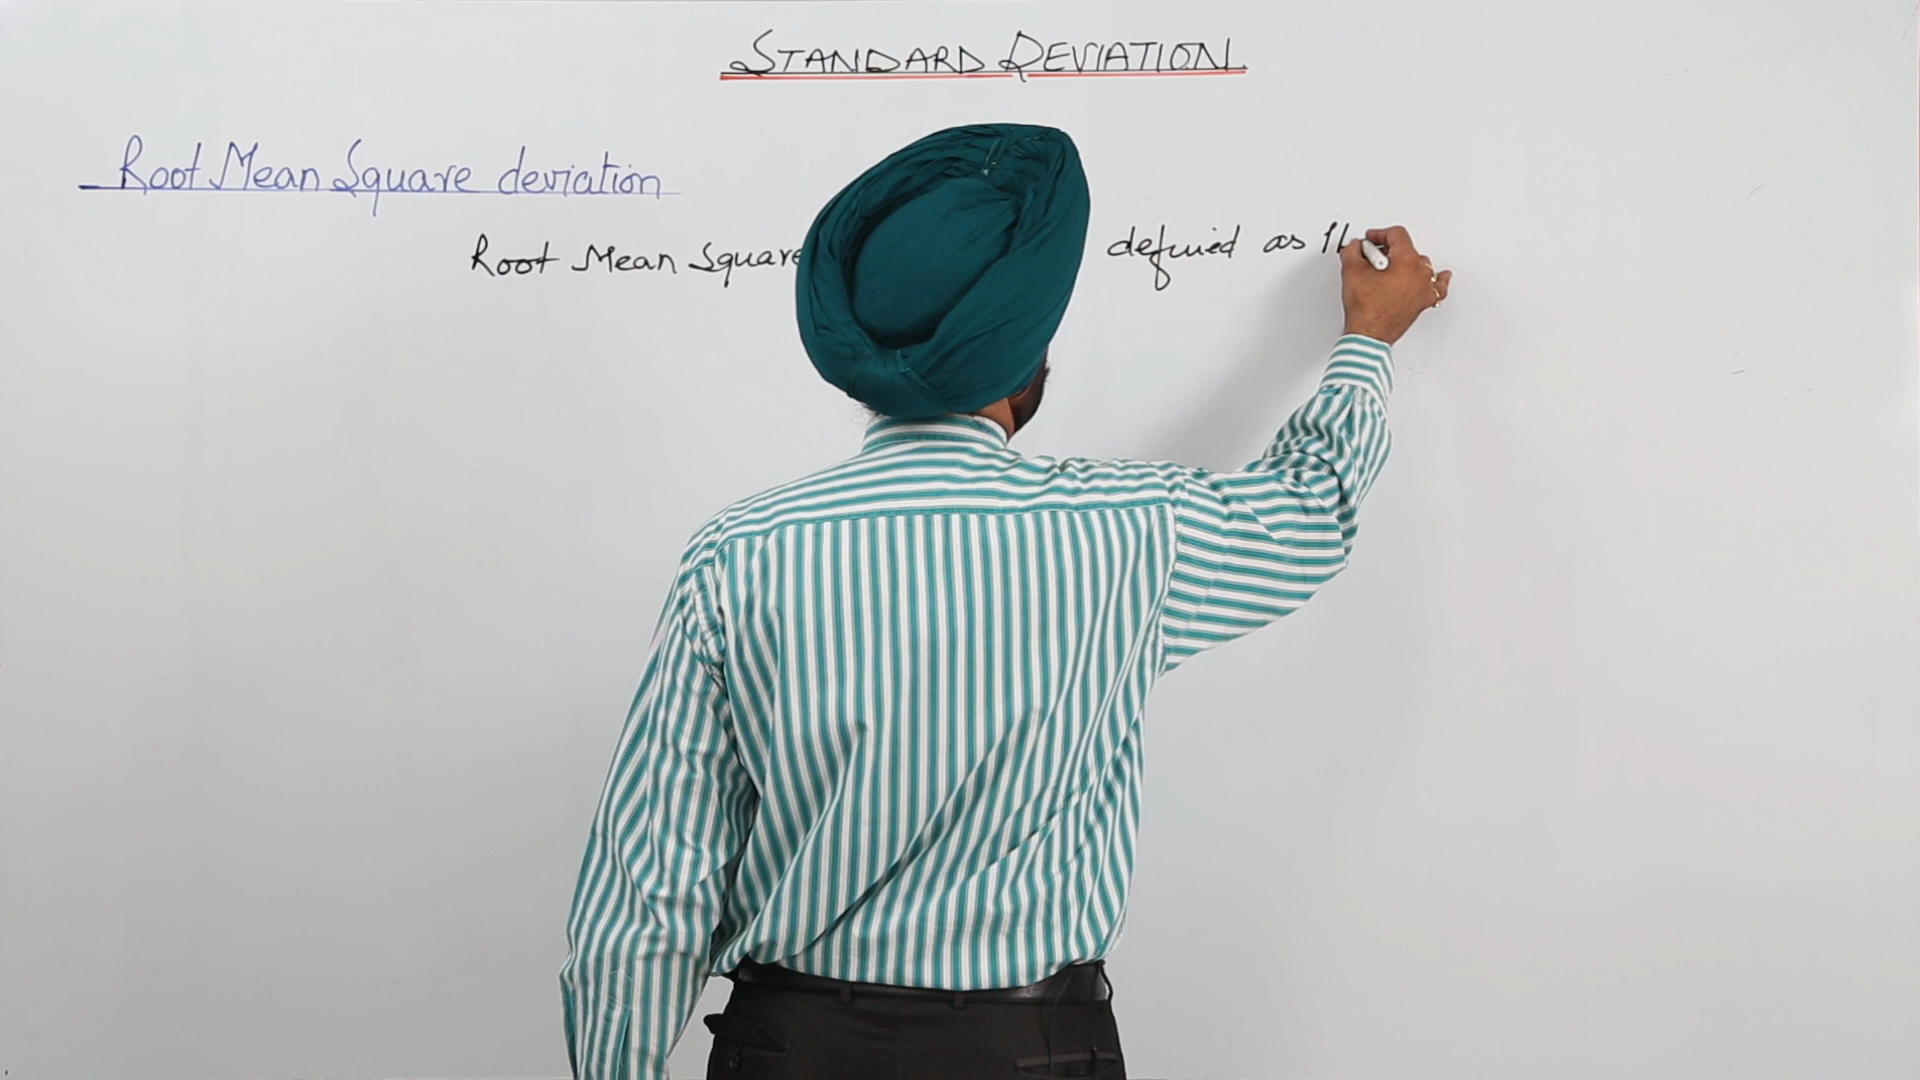 STANDARD DEVIATION.
Root Mean Square deviation
Root Mean Square defined as